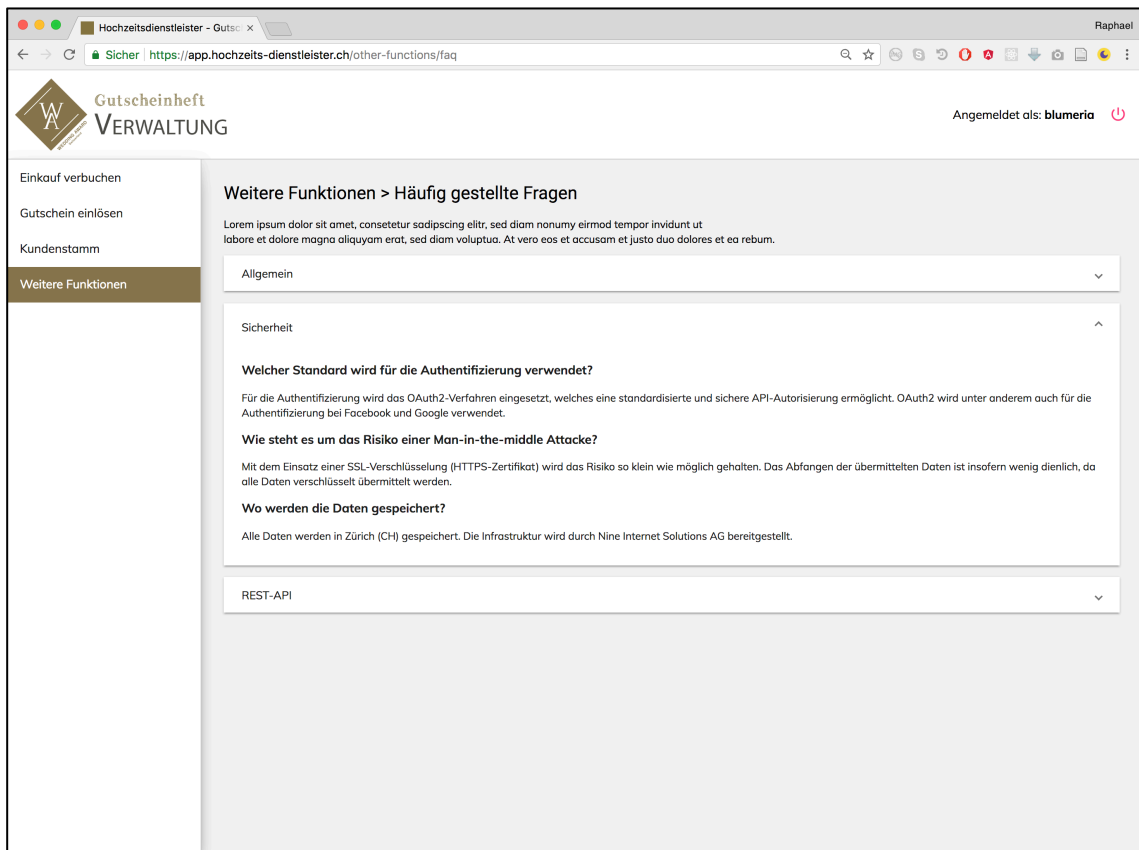 Hochzeitsdienstleister - Gutsc
Raphael
Sicher https://app.hochzeits-dienstleister.ch/other-functions/faq
WA
WEDDING AWARD
Gutscheinheft
VERWALTUNG
Angemeldet als: blumeria
Einkauf verbuchen
Gutschein einlösen
Kundenstamm
Weitere Funktionen
Weitere Funktionen > Häufig gestellte Fragen
Lorem ipsum dolor sit amet, consetetur sadipscing elitr, sed diam nonumy eirmod tempor invidunt ut
labore et dolore magna aliquyam erat, sed diam voluptua. At vero eos et accusam et justo duo dolores et ea rebum.
Allgemein
Sicherheit
Welcher Standard wird für die Authentifizierung verwendet?
Für die Authentifizierung wird das OAuth2-Verfahren eingesetzt, welches eine standardisierte und sichere API-Autorisierung ermöglicht. OAuth2 wird unter anderem auch für die
Authentifizierung bei Facebook und Google verwendet.
Wie steht es um das Risiko einer Man-in-the-middle Attacke?
Mit dem Einsatz einer SSL-Verschlüsselung (HTTPS-Zertifikat) wird das Risiko so klein wie möglich gehalten. Das Abfangen der übermittelten Daten ist insofern wenig dienlich, da
alle Daten verschlüsselt übermittelt werden.
Wo werden die Daten gespeichert?
Alle Daten werden in Zürich (CH) gespeichert. Die Infrastruktur wird durch Nine Internet Solutions AG bereitgestellt.
REST-API